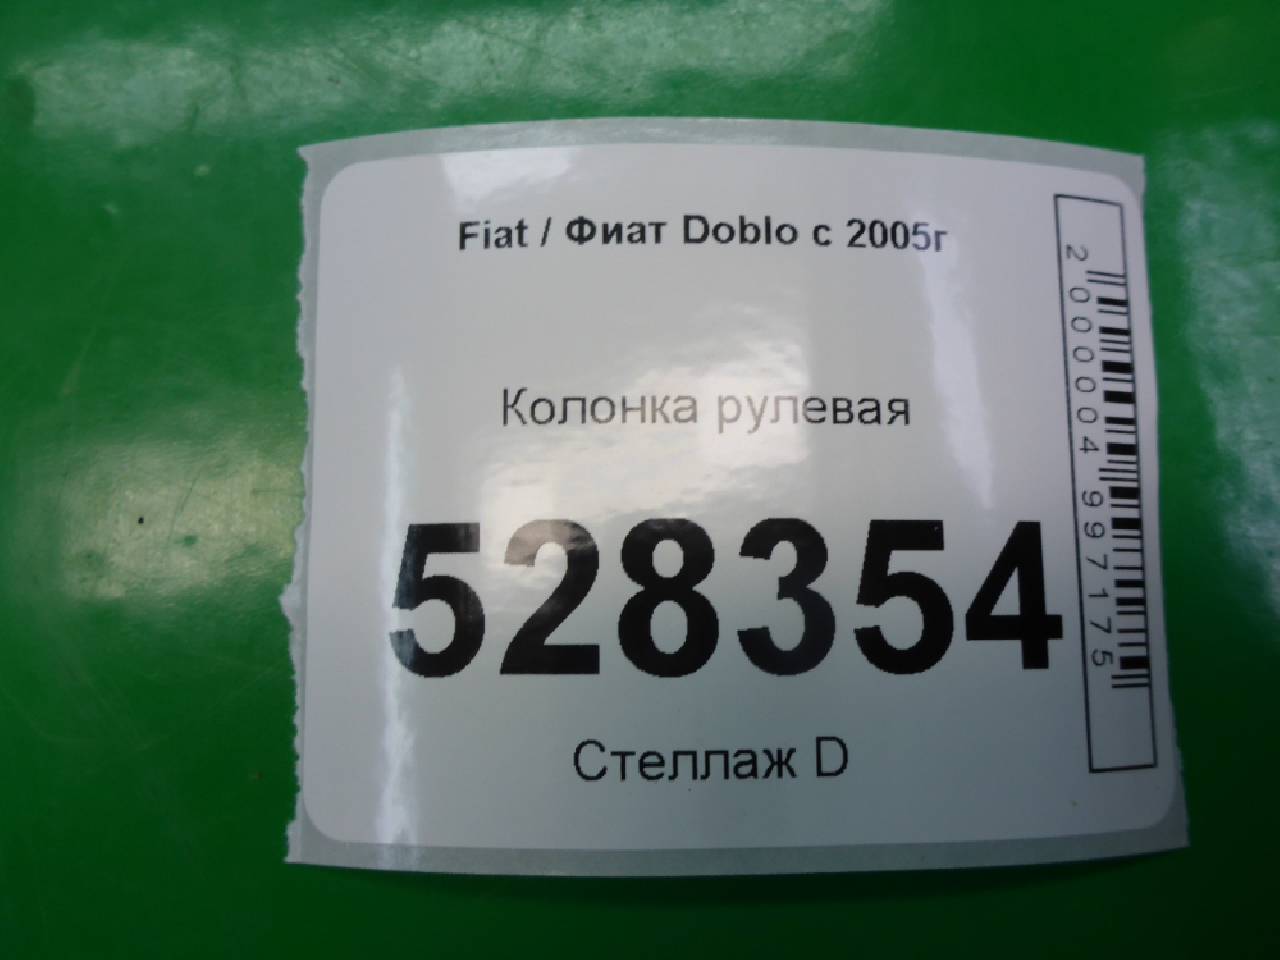 Fiat / Фиат Doblo с 2005г
Колонка рулевая
528354
Стеллаж D
2000004997175